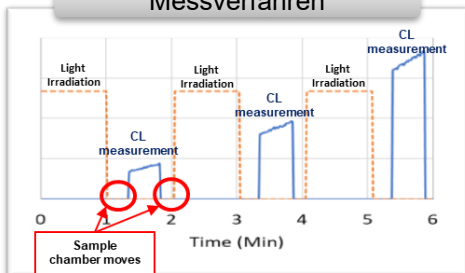 Messverfahren
Light
Irradiation
CL
measurement
Light
Irradiation
CL
measurement
Light
Irradiation
CL
measurement
0 1 2 3 4 5 6
Time (Min)
Sample
chamber moves